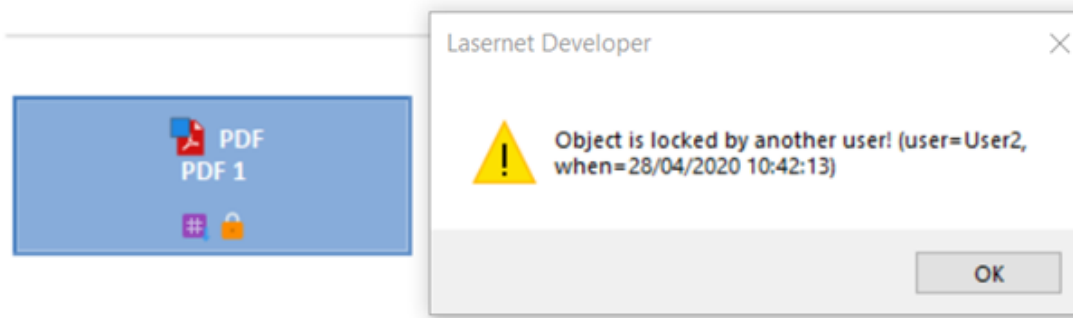 Lasernet Developer
PDF
PDF 1
Object is locked by another user! (user=User2,
when=28/04/2020 10:42:13)
OK